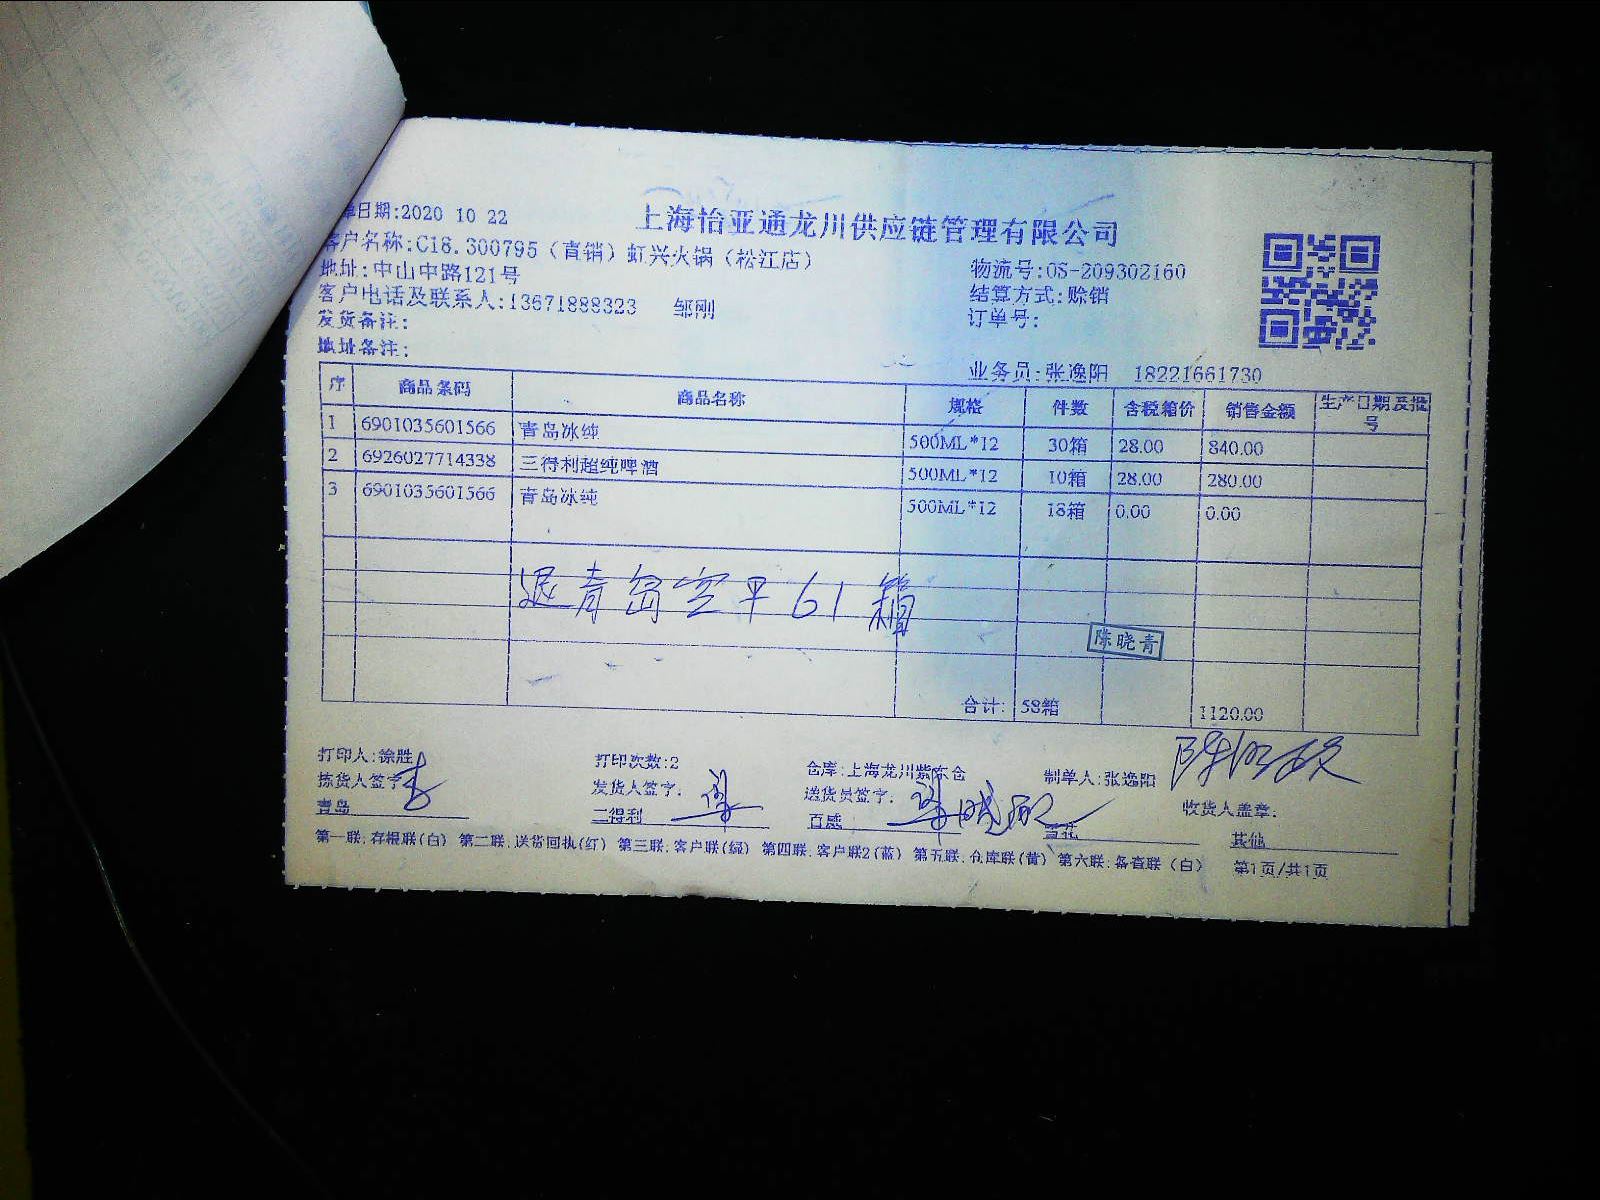 单日期:2020 10 22
上海怡亚通龙川供应链管理有限公司
客户名称:C18.300795（直销）虹兴火锅（松江店）
地址:中山中路121号
物流号:OS-209302160
客户电话及联系人:13671888323 邹刚
结算方式:赊销
发货备注:
订单号:
地址备注:
业务员:张逸阳 18221661730
序 商品条码 商品名称 规格 件数 含税箱价 销售金额 生产日期及批号
1 6901035601566 青岛冰纯 500ML*12 30箱 28.00 840.00
2 6926027714338 三得利超纯啤酒 500ML*12 10箱 28.00 280.00
3 6901035601566 青岛冰纯 500ML*12 18箱 0.00 0.00
退青岛空平61箱
陈晓青
合计: 58箱 1120.00
打印人:徐胜 打印次数:2 仓库:上海龙川紫东仓 制单人:张逸阳
拣货人签字: 发货人签字: 送货员签字: 收货人盖章:
青岛 三得利 百威 雪花 其他
第一联:存根联(白) 第二联:送货回执(红) 第三联:客户联(绿) 第四联:客户联2(蓝) 第五联:仓库联(黄) 第六联:备查联(白) 第1页/共1页